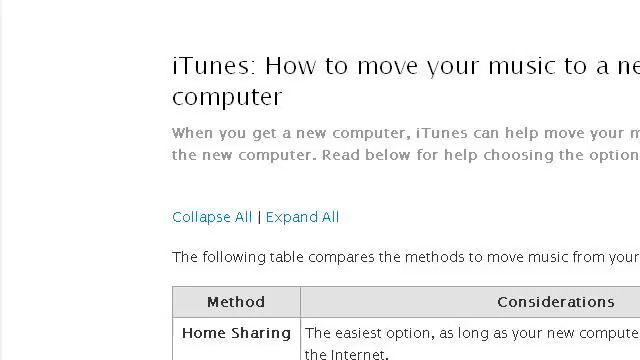 iTunes: How to move your music to a ne
computer
When you get a new computer, iTunes can help move your m
the new computer. Read below for help choosing the option
Collapse All | Expand All
The following table compares the methods to move music from your
Method Considerations
Home Sharing The easiest option, as long as your new compute
the Internet.